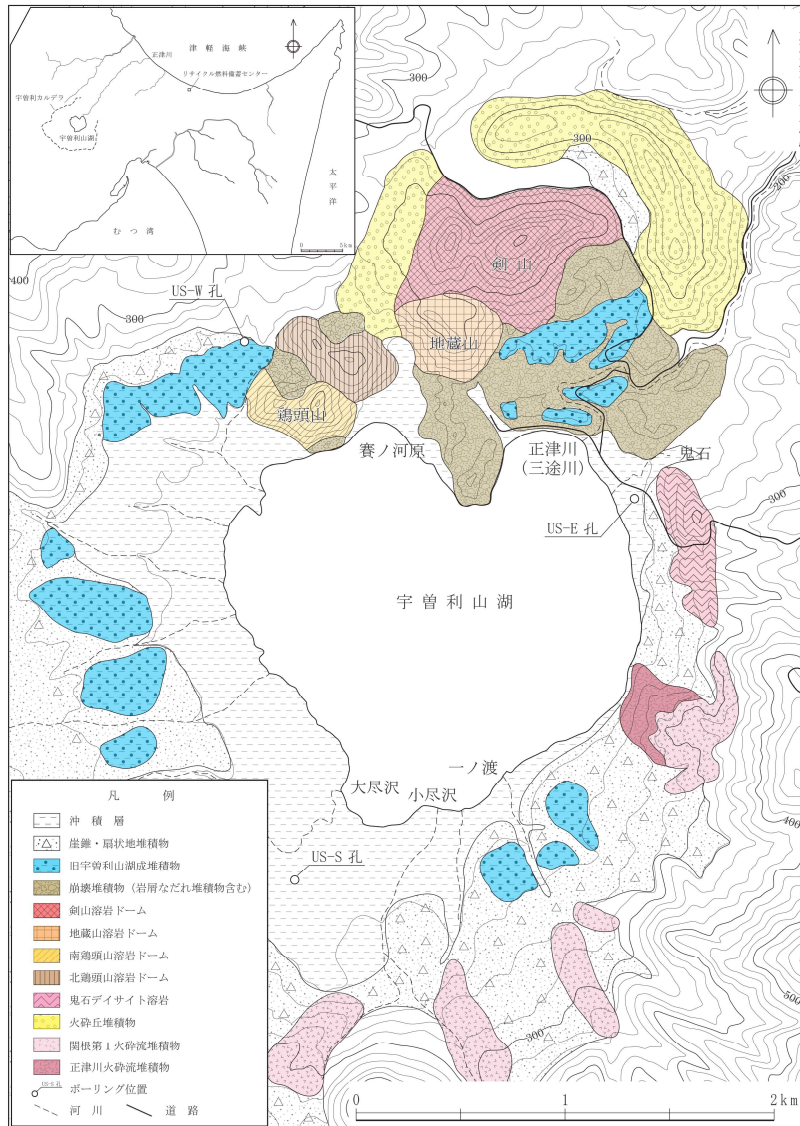 津軽海峡
正津川
リサイクル燃料備蓄センター
宇曽利カルデラ
宇曽利山湖
太平洋
むつ湾
0 5km
300
300
200
400
300
US-W 孔
剣山
地蔵山
鶏頭山
賽ノ河原
正津川
(三途川)
鬼石
300
US-E 孔
宇曽利山湖
一ノ渡
大尽沢
小尽沢
400
US-S 孔
500
300
凡例
沖積層
崖錐・扇状地堆積物
旧宇曽利山湖成堆積物
崩壊堆積物(岩屑なだれ堆積物含む)
剣山溶岩ドーム
地蔵山溶岩ドーム
南鶏頭山溶岩ドーム
北鶏頭山溶岩ドーム
鬼石デイサイト溶岩
火砕丘堆積物
関根第1火砕流堆積物
正津川火砕流堆積物
US-S 孔 ボーリング位置
河川 道路
0 1 2km